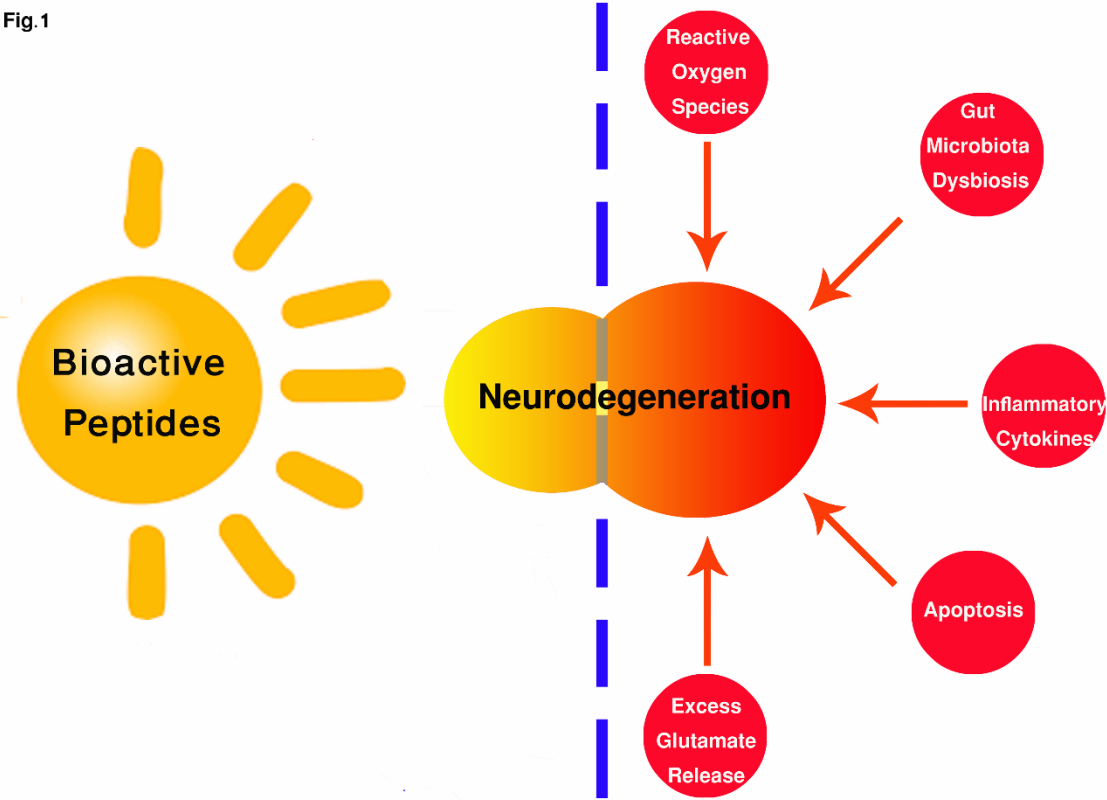 Fig.1
Bioactive
Peptides
Neurodegeneration
Reactive
Oxygen
Species
Gut
Microbiota
Dysbiosis
Inflammatory
Cytokines
Apoptosis
Excess
Glutamate
Release